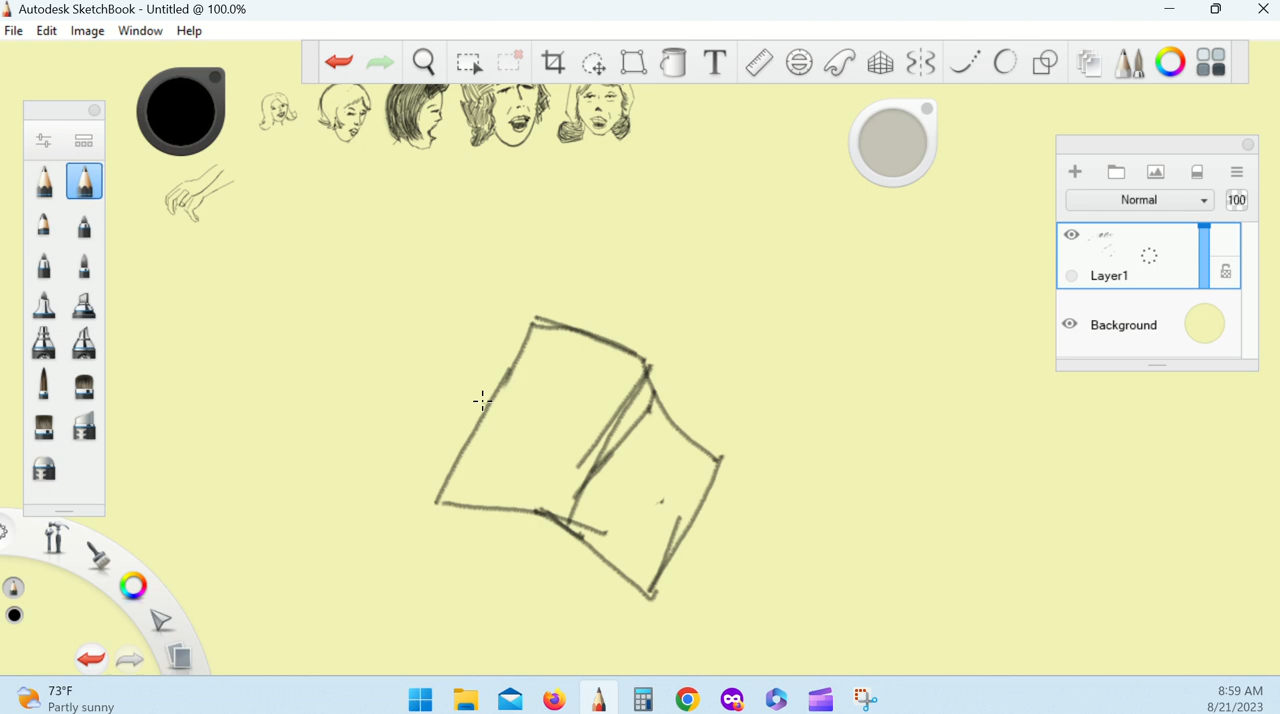 Autodesk SketchBook - Untitled @ 100.0%
File Edit Image Window Help
T
Normal 100
Layer1
Background
73°F
Partly sunny
8:59 AM
8/21/2023